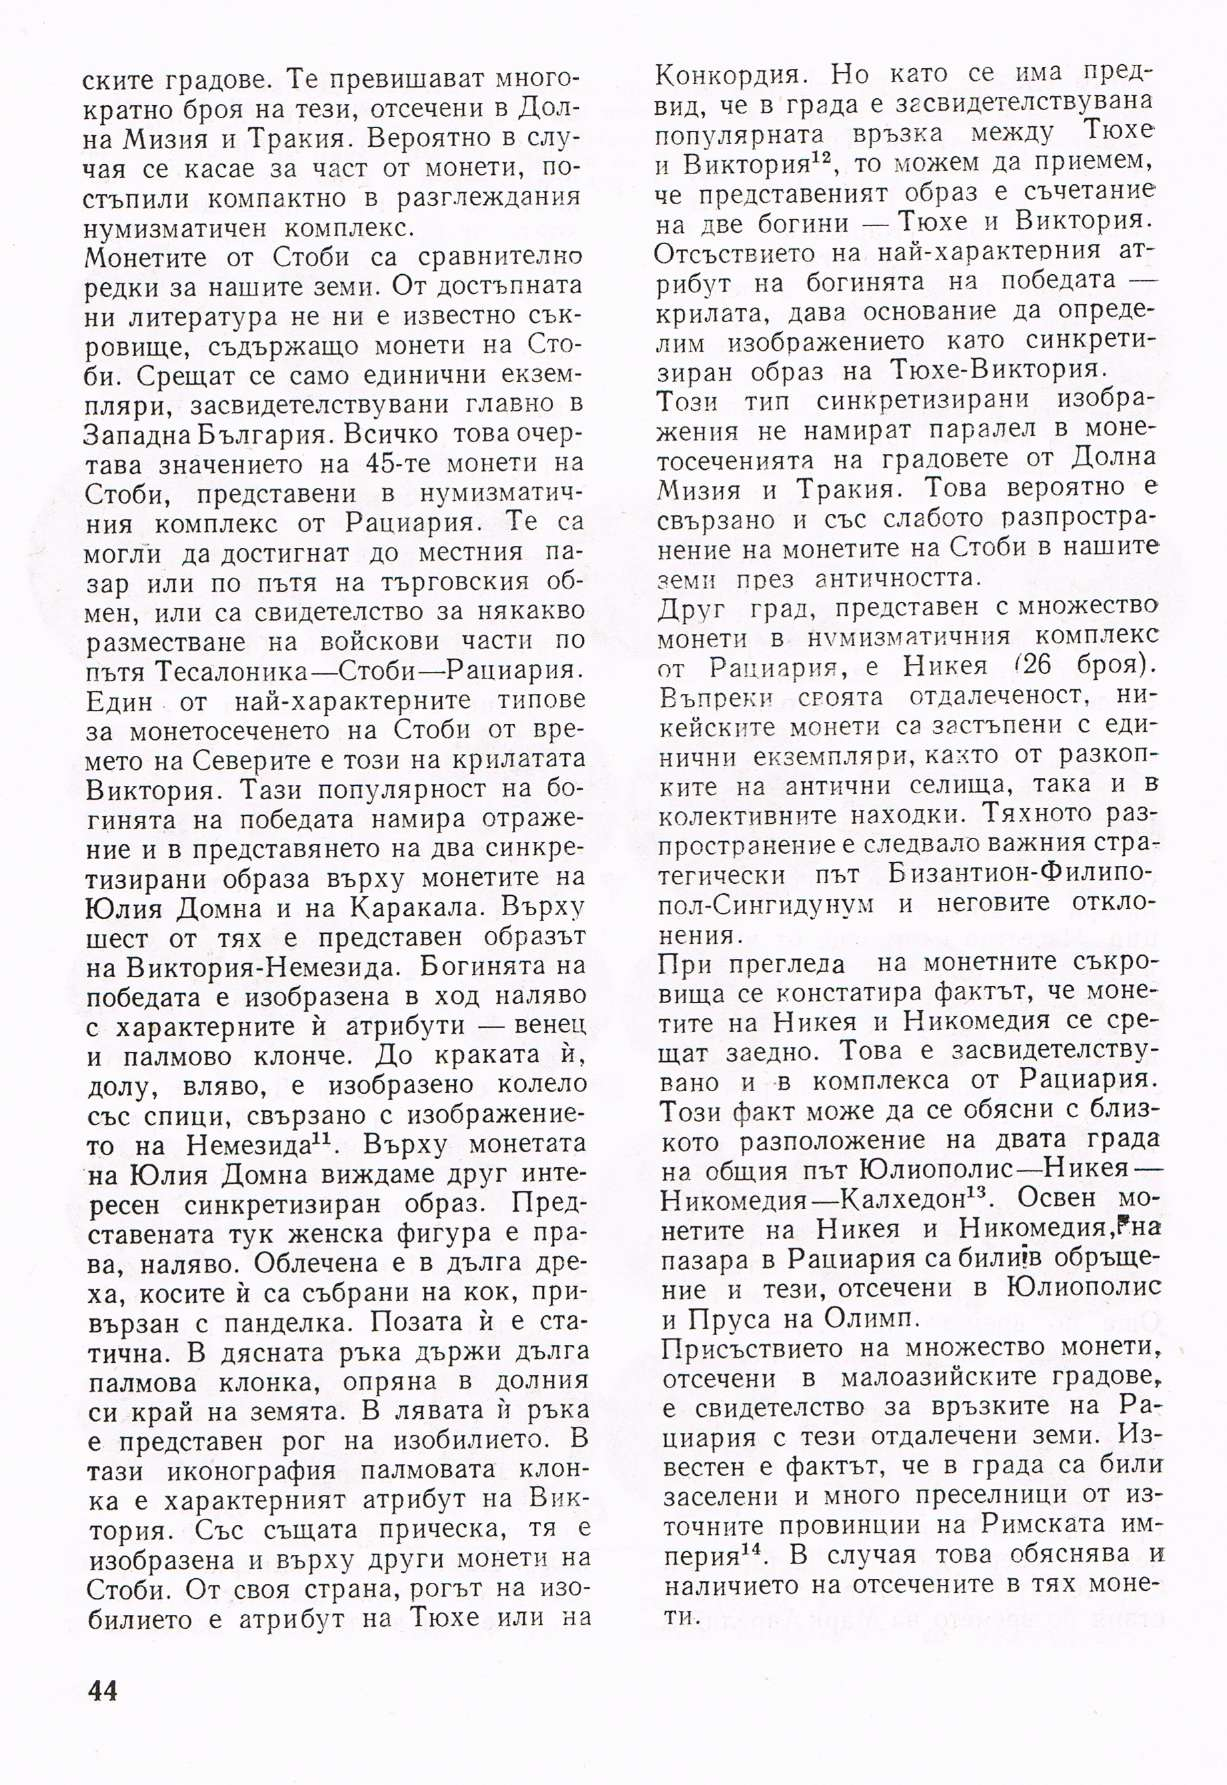 ските градове. Те превишават много-
кратно броя на тези, отсечени в Дол-
на Мизия и Тракия. Вероятно в слу-
чая се касае за част от монети, по-
стъпили компактно в разглеждания
нумизматичен комплекс.
Монетите от Стоби са сравнително
редки за нашите земи. От достъпната
ни литература не ни е известно сък-
ровище, съдържащо монети на Сто-
би. Срещат се само единични екзем-
пляри, засвидетелствувани главно в
Западна България. Всичко това очер-
тава значението на 45-те монети на
Стоби, представени в нумизматич-
ния комплекс от Рациария. Те са
могли да достигнат до местния па-
зар или по пътя на търговския об-
мен, или са свидетелство за някакво
разместване на войскови части по
пътя Тесалоника—Стоби—Рациария.
Един от най-характерните типове
за монетосеченето на Стоби от вре-
мето на Северите е този на крилатата
Виктория. Тази популярност на бо-
гинята на победата намира отраже-
ние и в представянето на два синкре-
тизирани образа върху монетите на
Юлия Домна и на Каракала. Върху
шест от тях е представен образът
на Виктория-Немезида. Богинята на
победата е изобразена в ход наляво
с характерните ѝ атрибути — венец
и палмово клонче. До краката ѝ,
долу, вляво, е изобразено колело
със спици, свързано с изображение-
то на Немезида¹¹. Върху монетата
на Юлия Домна виждаме друг инте-
ресен синкретизиран образ. Пред-
ставената тук женска фигура е пра-
ва, наляво. Облечена е в дълга дре-
ха, косите ѝ са събрани на кок, при-
вързан с панделка. Позата ѝ е ста-
тична. В дясната ръка държи дълга
палмова клонка, опряна в долния
си край на земята. В лявата ѝ ръка
е представен рог на изобилието. В
тази иконография палмовата клон-
ка е характерният атрибут на Вик-
тория. Със същата прическа, тя е
изобразена и върху други монети на
Стоби. От своя страна, рогът на изо-
билието е атрибут на Тюхе или на
Конкордия. Но като се има пред-
вид, че в града е засвидетелствувана
популярната връзка между Тюхе
и Виктория¹², то можем да приемем,
че представеният образ е съчетание
на две богини — Тюхе и Виктория.
Отсъствието на най-характерния ат-
рибут на богинята на победата —
крилата, дава основание да опреде-
лим изображението като синкрети-
зиран образ на Тюхе-Виктория.
Този тип синкретизирани изобра-
жения не намират паралел в моне-
тосеченията на градовете от Долна
Мизия и Тракия. Това вероятно е
свързано и със слабото разпростра-
нение на монетите на Стоби в нашите
земи през античността.
Друг град, представен с множество
монети в нумизматичния комплекс
от Рациария, е Никея (26 броя).
Въпреки своята отдалеченост, ни-
кейските монети са застъпени с еди-
нични екземпляри, както от разкоп-
ките на антични селища, така и в
колективните находки. Тяхното раз-
пространение е следвало важния стра-
тегически път Бизантион-Филипо-
пол-Сингидунум и неговите откло-
нения.
При прегледа на монетните съкро-
вища се констатира фактът, че моне-
тите на Никея и Никомедия се сре-
щат заедно. Това е засвидетелству-
вано и в комплекса от Рациария.
Този факт може да се обясни с близ-
кото разположение на двата града
на общия път Юлиополис—Никея—
Никомедия—Калхедон¹³. Освен мо-
нетите на Никея и Никомедия, на
пазара в Рациария са били в обръще-
ние и тези, отсечени в Юлиополис
и Пруса на Олимп.
Присъствието на множество монети,
отсечени в малоазийските градове,
е свидетелство за връзките на Ра-
циария с тези отдалечени земи. Из-
вестен е фактът, че в града са били
заселени и много преселници от из-
точните провинции на Римската им-
перия¹⁴. В случая това обяснява и
наличието на отсечените в тях моне-
ти.
44